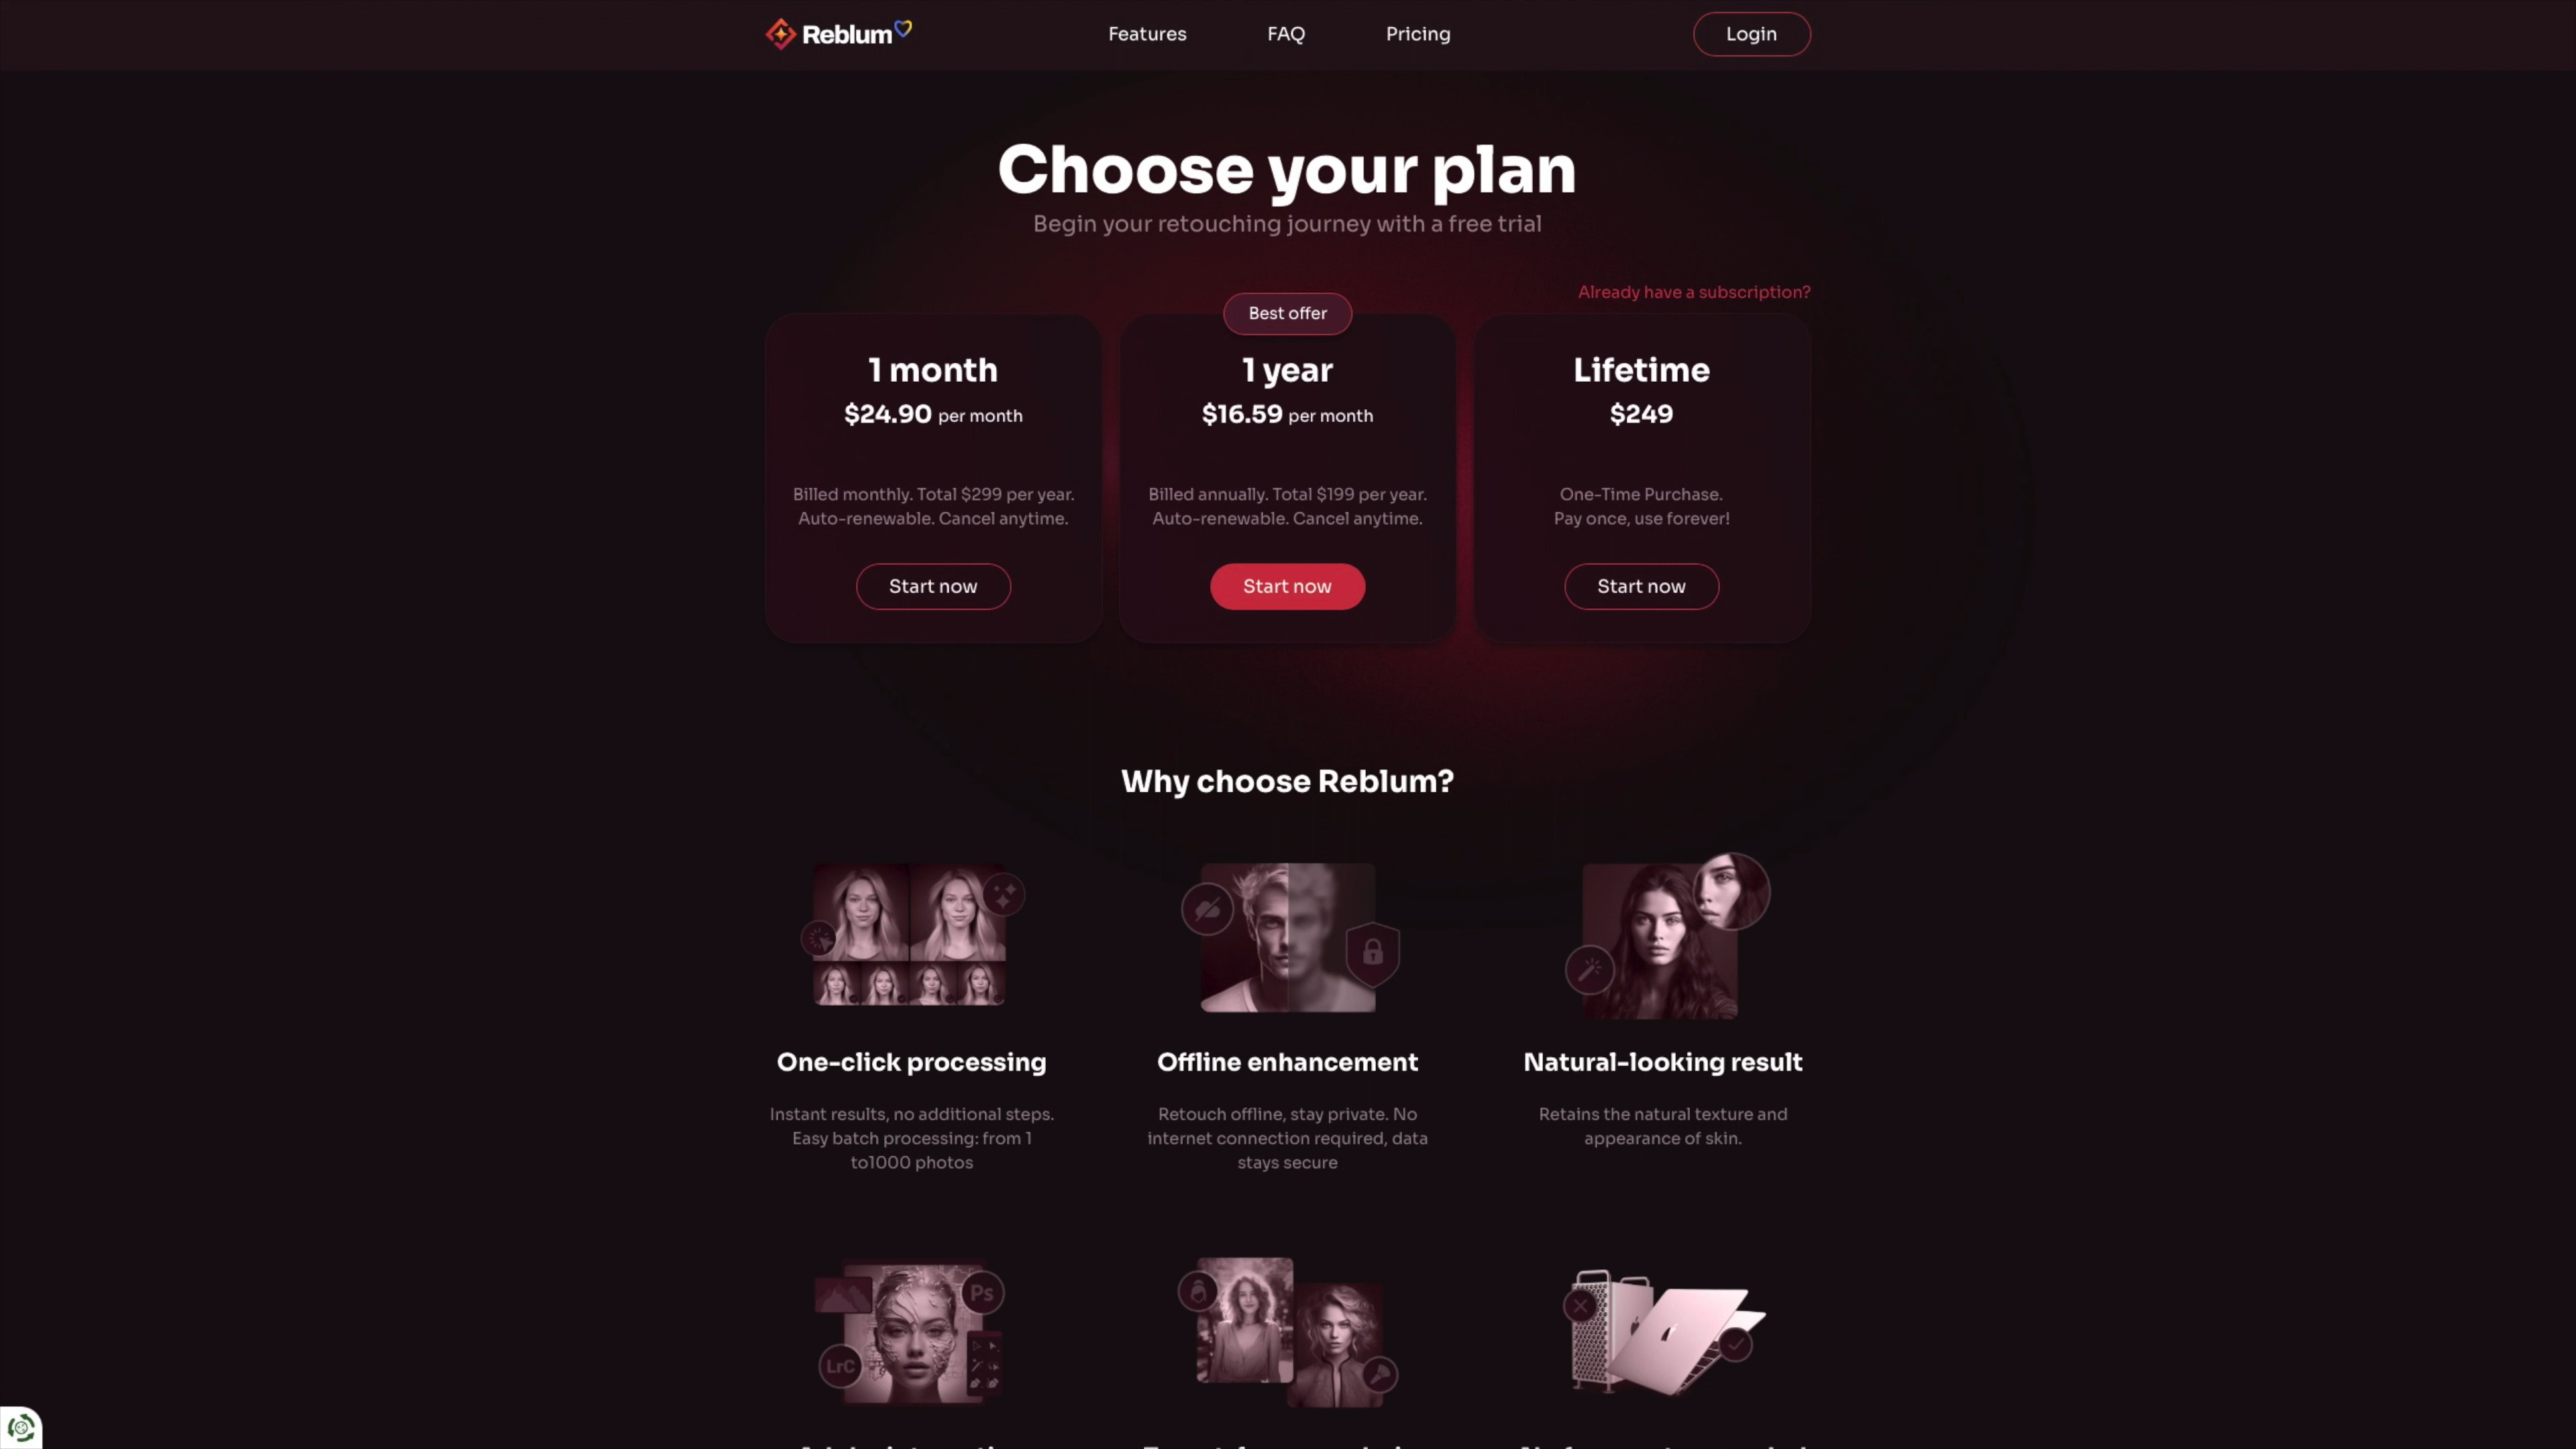 Reblum
Features
FAQ
Pricing
Login
Choose your plan
Begin your retouching journey with a free trial
Already have a subscription?
Best offer
1 month
$24.90 per month
Billed monthly. Total $299 per year.
Auto-renewable. Cancel anytime.
Start now
1 year
$16.59 per month
Billed annually. Total $199 per year.
Auto-renewable. Cancel anytime.
Start now
Lifetime
$249
One-Time Purchase.
Pay once, use forever!
Start now
Why choose Reblum?
One-click processing
Instant results, no additional steps.
Easy batch processing: from 1
to1000 photos
Offline enhancement
Retouch offline, stay private. No
internet connection required, data
stays secure
Natural-looking result
Retains the natural texture and
appearance of skin.
Ps
LrC